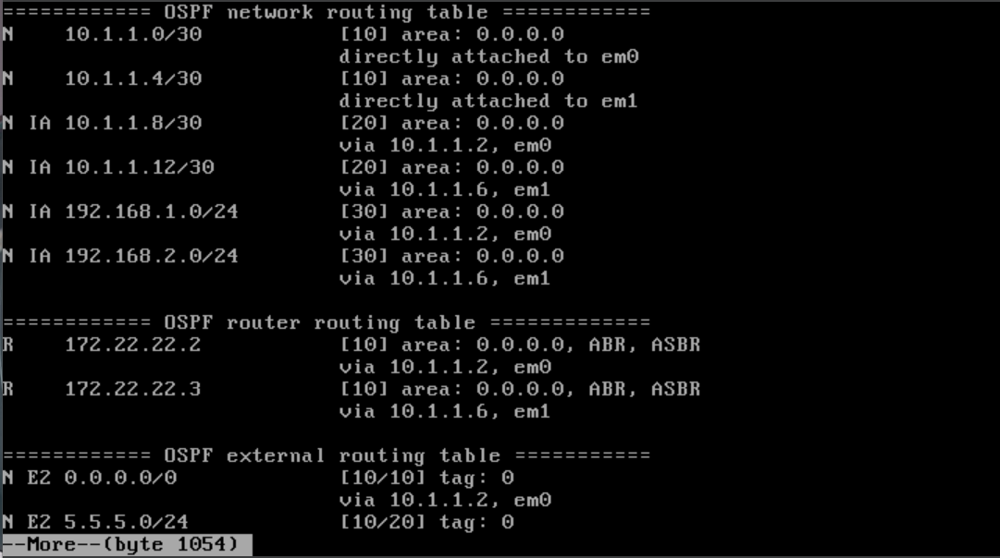 ============ OSPF network routing table ============
N    10.1.1.0/30           [10] area: 0.0.0.0
                           directly attached to em0
N    10.1.1.4/30           [10] area: 0.0.0.0
                           directly attached to em1
N IA 10.1.1.8/30           [20] area: 0.0.0.0
                           via 10.1.1.2, em0
N IA 10.1.1.12/30          [20] area: 0.0.0.0
                           via 10.1.1.6, em1
N IA 192.168.1.0/24        [30] area: 0.0.0.0
                           via 10.1.1.2, em0
N IA 192.168.2.0/24        [30] area: 0.0.0.0
                           via 10.1.1.6, em1

============ OSPF router routing table =============
R    172.22.22.2           [10] area: 0.0.0.0, ABR, ASBR
                           via 10.1.1.2, em0
R    172.22.22.3           [10] area: 0.0.0.0, ABR, ASBR
                           via 10.1.1.6, em1

============ OSPF external routing table ===========
N E2 0.0.0.0/0             [10/10] tag: 0
                           via 10.1.1.2, em0
N E2 5.5.5.0/24            [10/20] tag: 0
--More--(byte 1054)